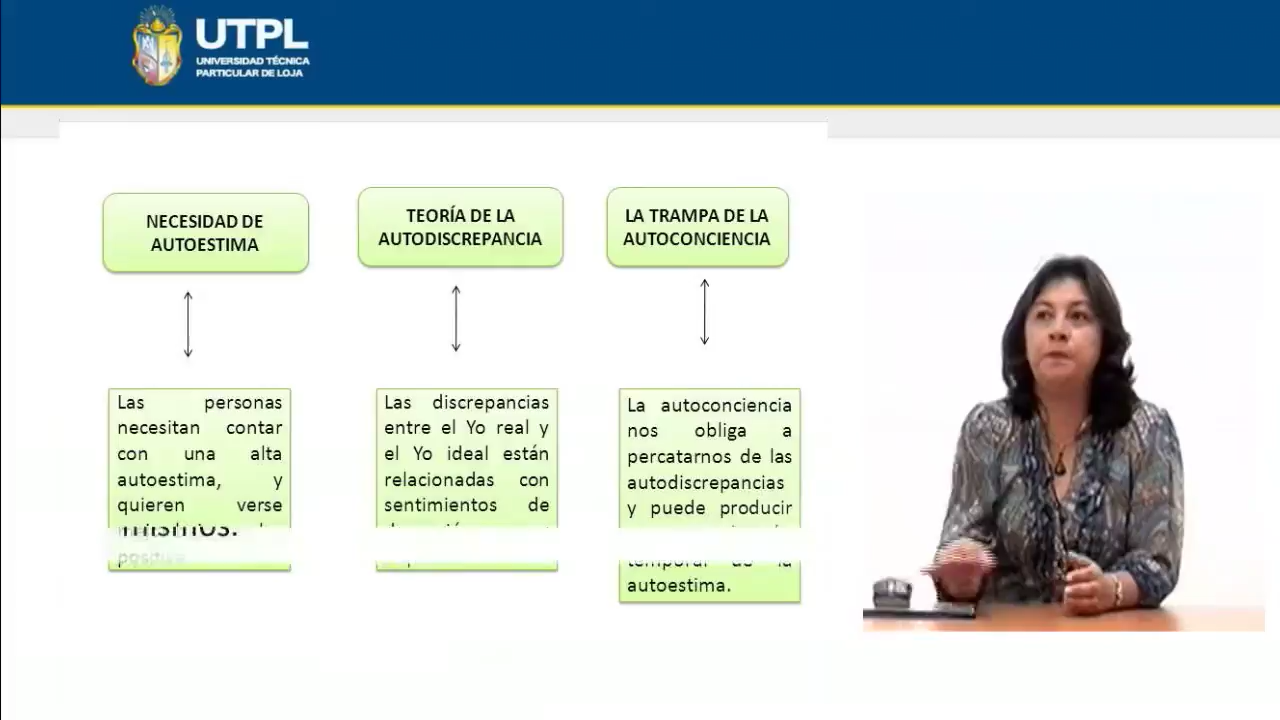 UTPL
UNIVERSIDAD TÉCNICA
PARTICULAR DE LOJA
NECESIDAD DE
AUTOESTIMA
TEORÍA DE LA
AUTODISCREPANCIA
LA TRAMPA DE LA
AUTOCONCIENCIA
Las personas
necesitan contar
con una alta
autoestima, y
quieren verse
mismos.
positiva
Las discrepancias
entre el Yo real y
el Yo ideal están
relacionadas con
sentimientos de
La autoconciencia
nos obliga a
percatarnos de las
autodiscrepancias
y puede producir
temporal de la
autoestima.